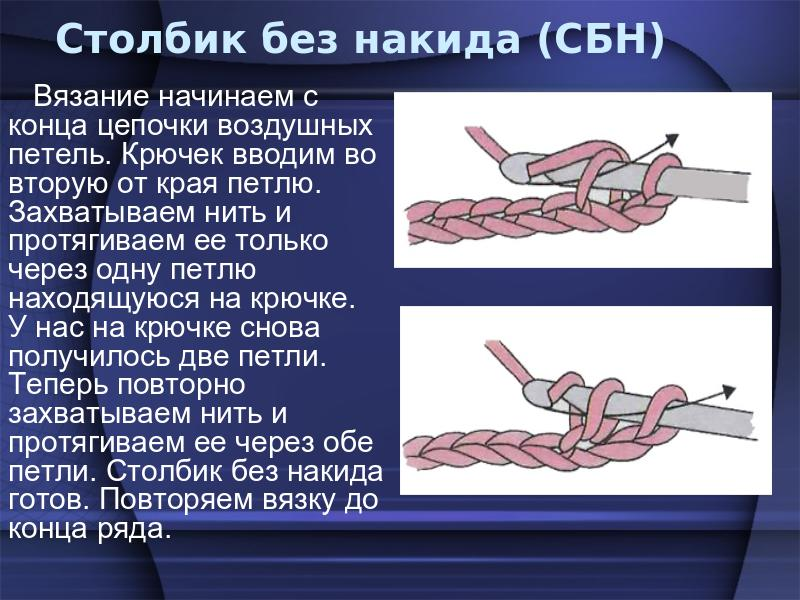 Столбик без накида (СБН)
Вязание начинаем с
конца цепочки воздушных
петель. Крючек вводим во
вторую от края петлю.
Захватываем нить и
протягиваем ее только
через одну петлю
находящуюся на крючке.
У нас на крючке снова
получилось две петли.
Теперь повторно
захватываем нить и
протягиваем ее через обе
петли. Столбик без накида
готов. Повторяем вязку до
конца ряда.